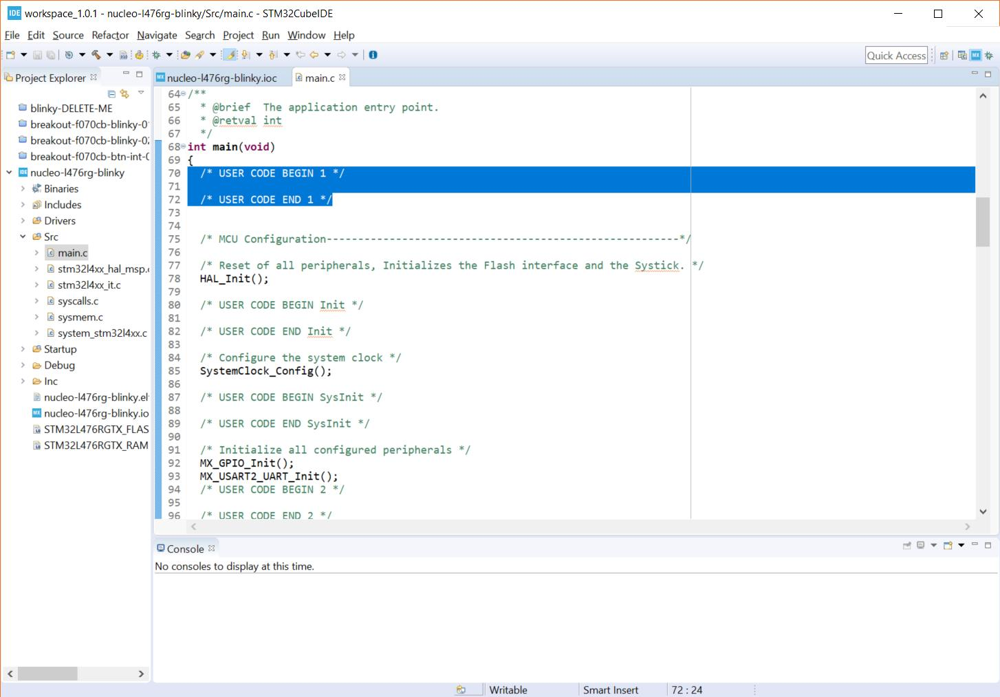 IDE workspace_1.0.1 - nucleo-l476rg-blinky/Src/main.c - STM32CubeIDE
File Edit Source Refactor Navigate Search Project Run Window Help
Quick Access
MX
Project Explorer
blinky-DELETE-ME
breakout-f070cb-blinky-0
breakout-f070cb-blinky-02
breakout-f070cb-btn-int-0
IDE nucleo-l476rg-blinky
Binaries
Includes
Drivers
Src
main.c
stm32l4xx_hal_msp.c
stm32l4xx_it.c
syscalls.c
sysmem.c
system_stm32l4xx.c
Startup
Debug
Inc
nucleo-l476rg-blinky.el
MX nucleo-l476rg-blinky.io
STM32L476RGTX_FLAS
STM32L476RGTX_RAM
MX nucleo-l476rg-blinky.ioc
main.c
64 /**
65 * @brief The application entry point.
66 * @retval int
67 */
68 int main(void)
69 {
70 /* USER CODE BEGIN 1 */
71
72 /* USER CODE END 1 */
73
74
75 /* MCU Configuration--------------------------------------------------------*/
76
77 /* Reset of all peripherals, Initializes the Flash interface and the Systick. */
78 HAL_Init();
79
80 /* USER CODE BEGIN Init */
81
82 /* USER CODE END Init */
83
84 /* Configure the system clock */
85 SystemClock_Config();
86
87 /* USER CODE BEGIN SysInit */
88
89 /* USER CODE END SysInit */
90
91 /* Initialize all configured peripherals */
92 MX_GPIO_Init();
93 MX_USART2_UART_Init();
94 /* USER CODE BEGIN 2 */
95
96 /* USER CODE END 2 */
Console
No consoles to display at this time.
Writable Smart Insert 72 : 24